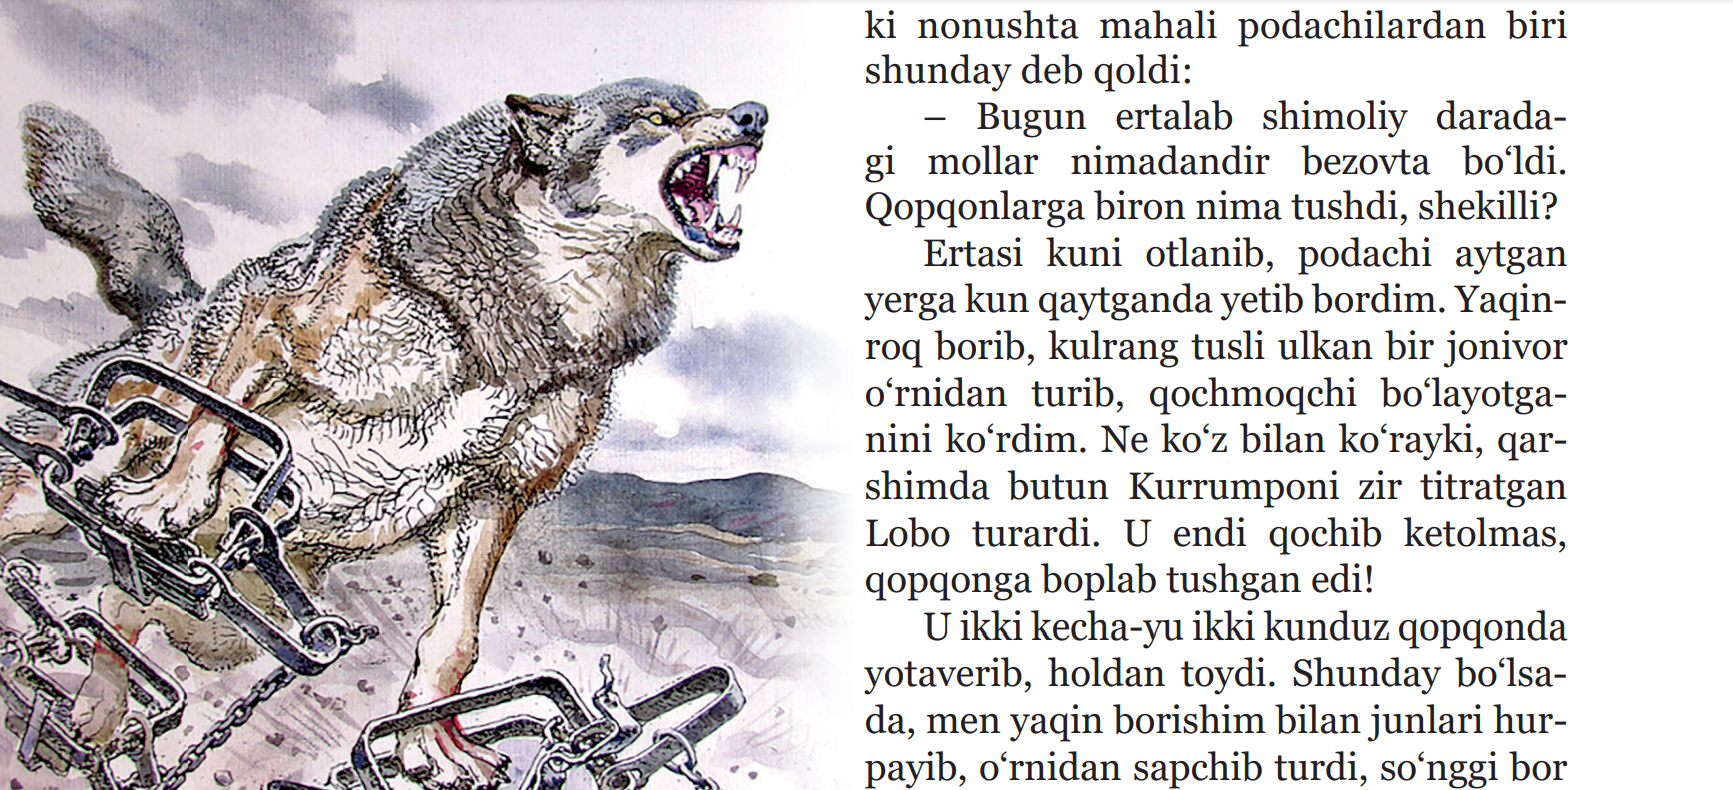 ki nonushta mahali podachilardan biri
shunday deb qoldi:
– Bugun ertalab shimoliy darada-
gi mollar nimadandir bezovta bo‘ldi.
Qopqonlarga biron nima tushdi, shekilli?
Ertasi kuni otlanib, podachi aytgan
yerga kun qaytganda yetib bordim. Yaqin-
roq borib, kulrang tusli ulkan bir jonivor
o‘rnidan turib, qochmoqchi bo‘layotga-
nini ko‘rdim. Ne ko‘z bilan ko‘rayki, qar-
shimda butun Kurrumponi zir titratgan
Lobo turardi. U endi qochib ketolmas,
qopqonga boplab tushgan edi!
U ikki kecha-yu ikki kunduz qopqonda
yotaverib, holdan toydi. Shunday bo‘lsa-
da, men yaqin borishim bilan junlari hur-
payib, o‘rnidan sapchib turdi, so‘nggi bor